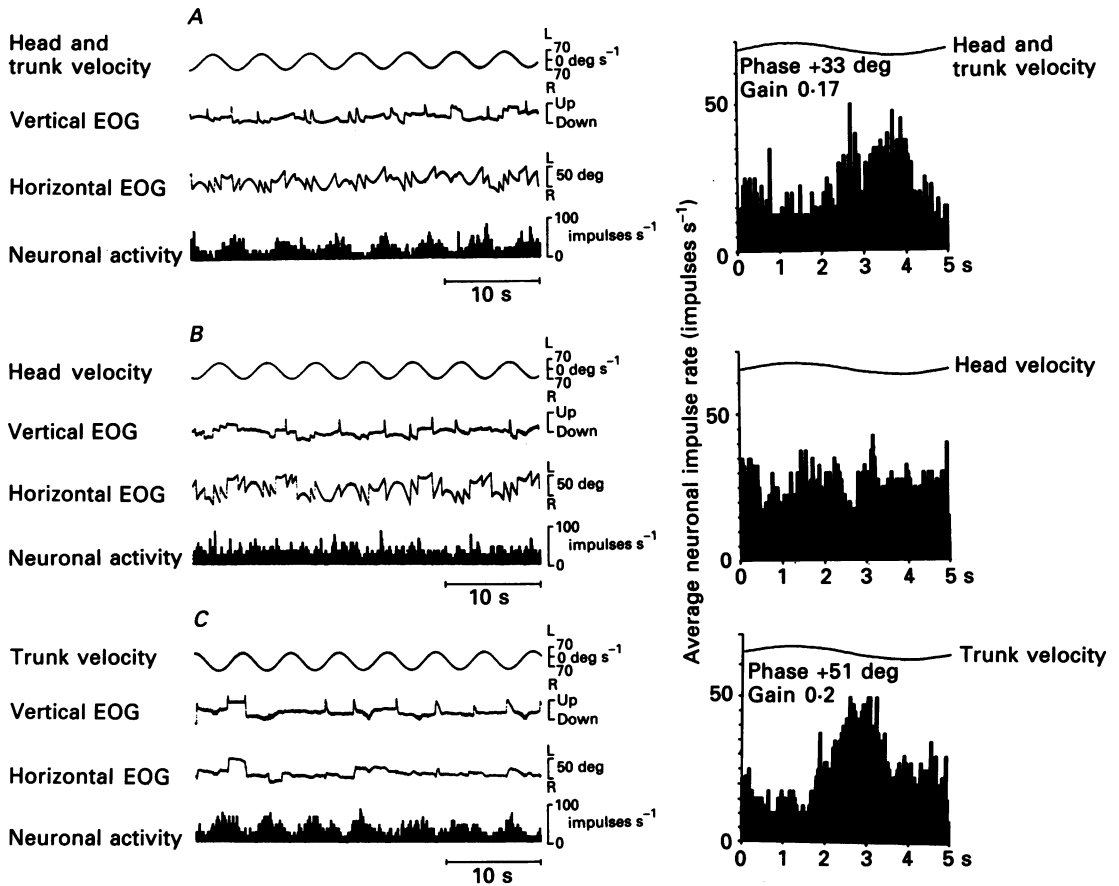 A
Head and
trunk velocity
L
70
0 deg s⁻¹
70
R
Vertical EOG
Up
Down
Horizontal EOG
L
50 deg
R
Neuronal activity
100
impulses s⁻¹
0
10 s
Head and
trunk velocity
Phase +33 deg
Gain 0·17
50
0
0 1 2 3 4 5 s
B
Head velocity
L
70
0 deg s⁻¹
70
R
Vertical EOG
Up
Down
Horizontal EOG
L
50 deg
R
Neuronal activity
100
impulses s⁻¹
0
10 s
Average neuronal impulse rate (impulses s⁻¹)
Head velocity
50
0
0 1 2 3 4 5 s
C
Trunk velocity
L
70
0 deg s⁻¹
70
R
Vertical EOG
Up
Down
Horizontal EOG
L
50 deg
R
Neuronal activity
100
impulses s⁻¹
0
10 s
Trunk velocity
Phase +51 deg
Gain 0·2
50
0
0 1 2 3 4 5 s